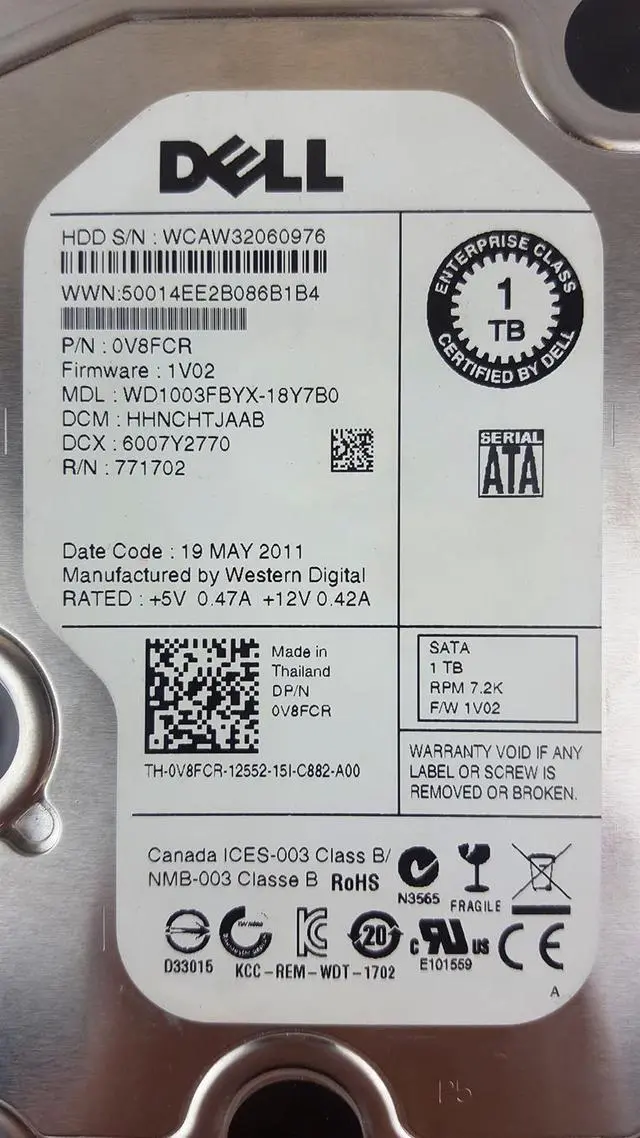 DELL
HDD S/N : WCAW32060976
WWN:50014EE2B086B1B4
P/N : 0V8FCR
Firmware : 1V02
MDL : WD1003FBYX-18Y7B0
DCM : HHNCHTJAAB
DCX : 6007Y2770
R/N : 771702
Date Code : 19 MAY 2011
Manufactured by Western Digital
RATED : +5V 0.47A +12V 0.42A
ENTERPRISE CLASS
1
TB
CERTIFIED BY DELL
SERIAL
ATA
Made in
Thailand
DP/N
0V8FCR
TH-0V8FCR-12552-15I-C882-A00
SATA
1 TB
RPM 7.2K
F/W 1V02
WARRANTY VOID IF ANY
LABEL OR SCREW IS
REMOVED OR BROKEN.
Canada ICES-003 Class B/
NMB-003 Classe B RoHS
N3565
FRAGILE
D33015
KCC-REM-WDT-1702
20
c RU US
E101559
CE
A